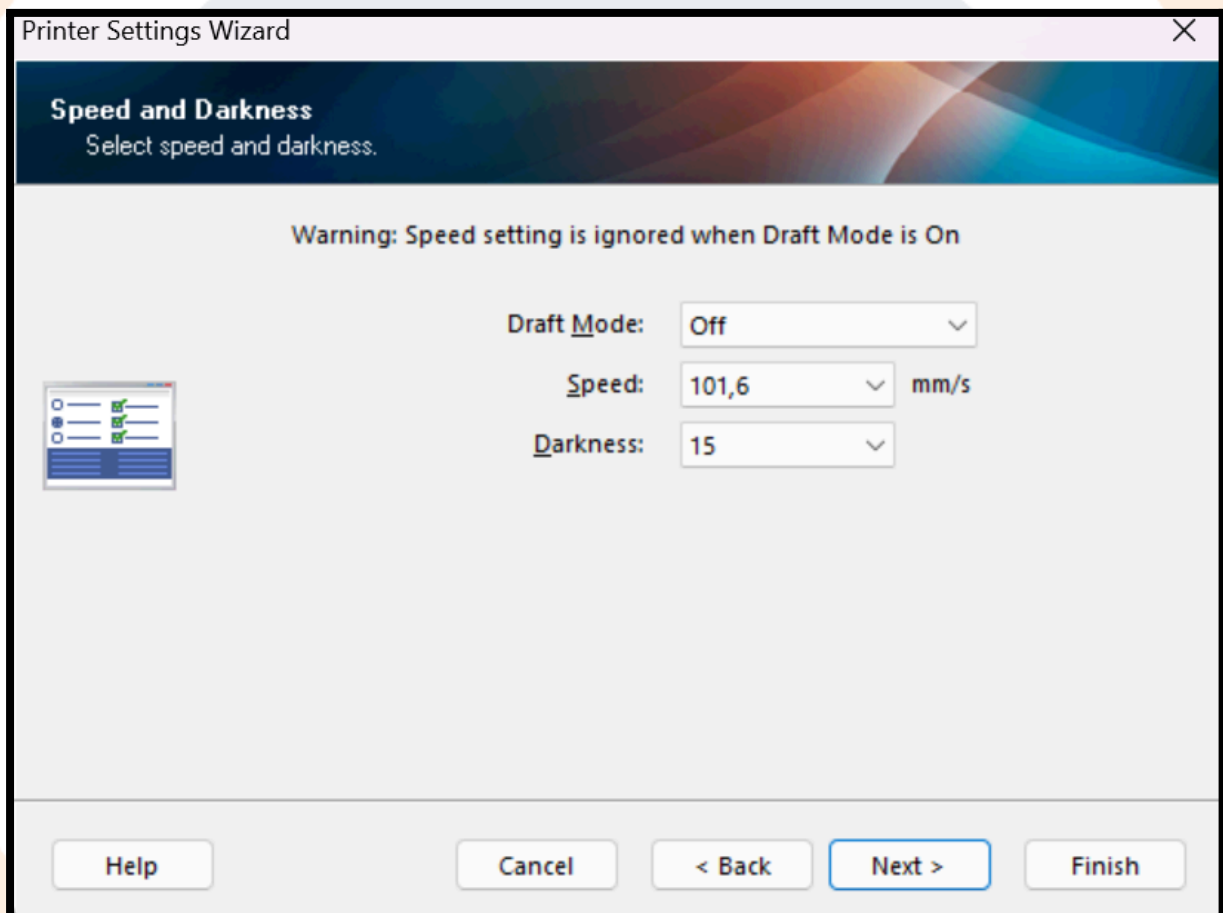 Printer Settings Wizard
Speed and Darkness
Select speed and darkness.
Warning: Speed setting is ignored when Draft Mode is On
Draft Mode: Off
Speed: 101,6 mm/s
Darkness: 15
Help Cancel < Back Next > Finish